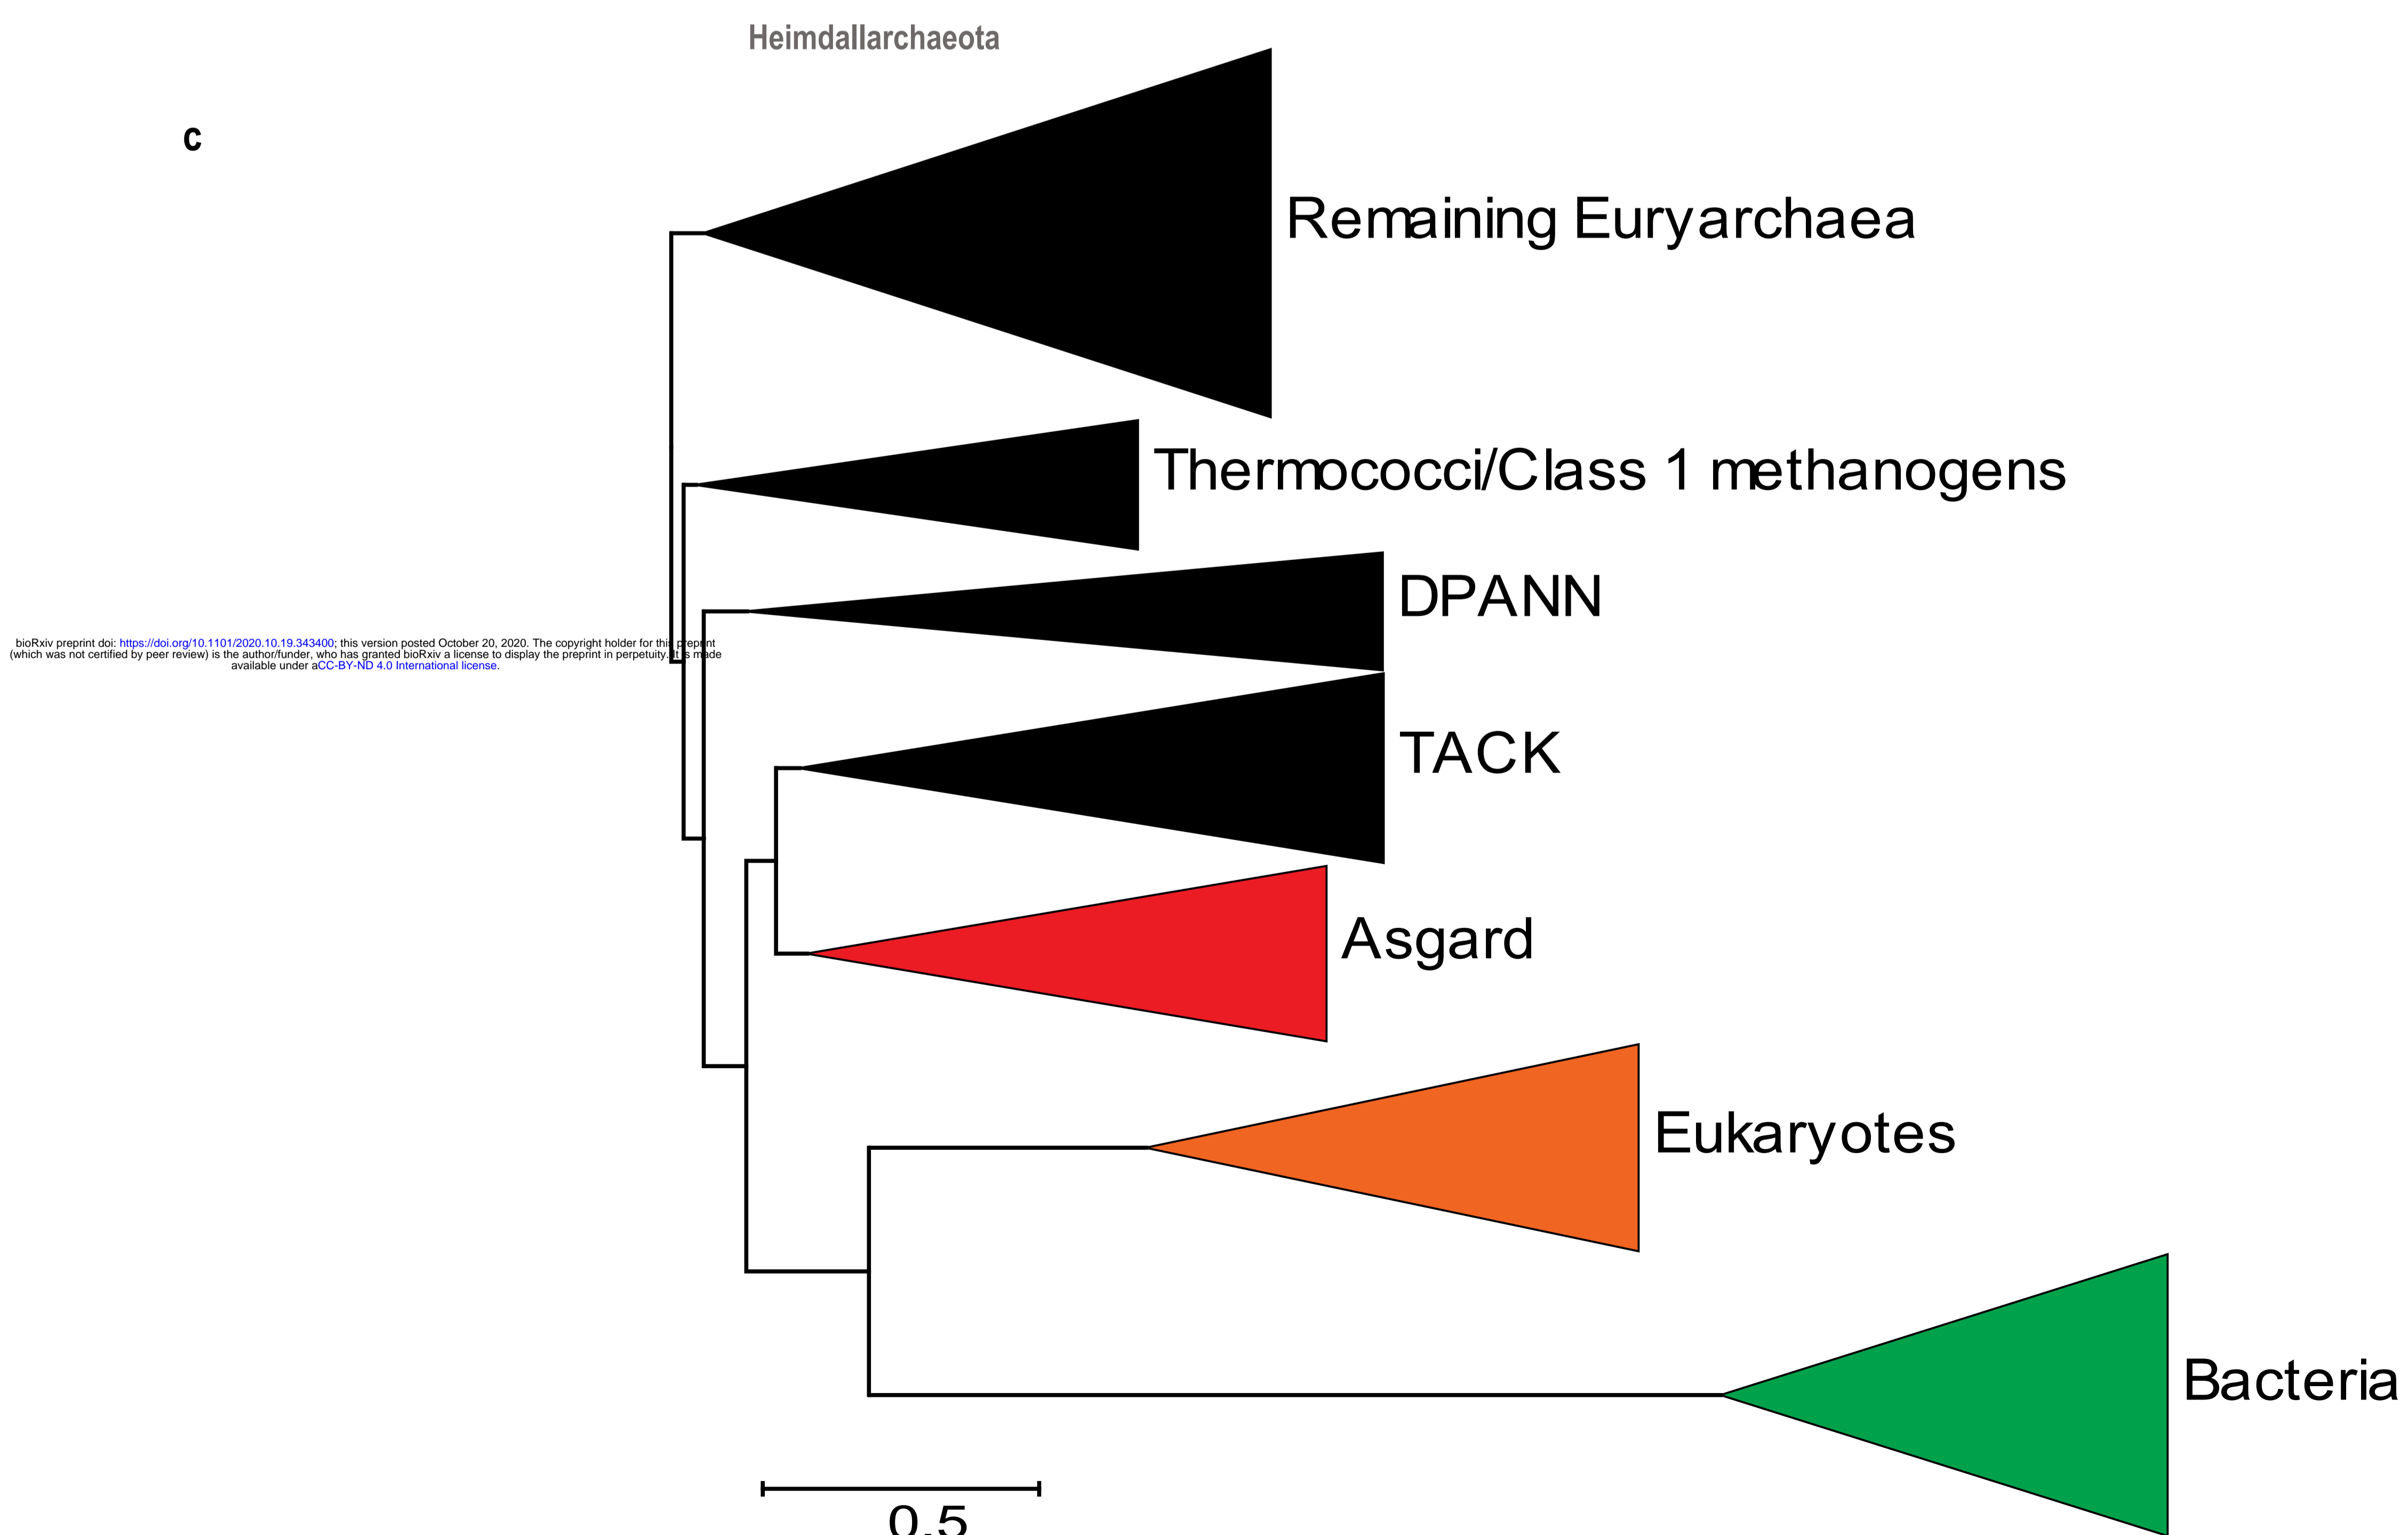 Heimdallarchaeota
c
Remaining Euryarchaea
Thermococci/Class 1 methanogens
DPANN
bioRxiv preprint doi: https://doi.org/10.1101/2020.10.19.343400; this version posted October 20, 2020. The copyright holder for this preprint
(which was not certified by peer review) is the author/funder, who has granted bioRxiv a license to display the preprint in perpetuity. It is made
available under aCC-BY-ND 4.0 International license.
TACK
Asgard
Eukaryotes
Bacteria
0.5